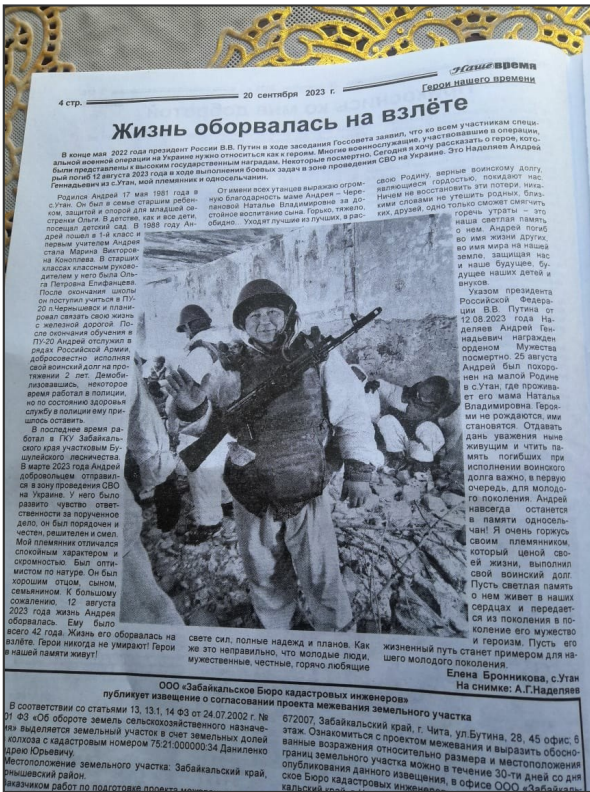 Наше время
4 стр.
20 сентября 2023 г.
Герои нашего времени
Жизнь оборвалась на взлёте
В конце мая 2022 года президент России В.В. Путин в ходе заседания Госсовета заявил, что ко всем участникам специ-
альной военной операции на Украине нужно относиться как к героям. Многие военнослужащие, участвовавшие в операции,
были представлены к высоким государственным наградам. Некоторые посмертно. Сегодня я хочу рассказать о герое, кото-
рый погиб 12 августа 2023 года в ходе выполнения боевых задач в зоне проведения СВО на Украине. Это Наделяев Андрей
Геннадьевич из с.Утан, мой племянник и односельчанин.
Родился Андрей 17 мая 1981 года в
с.Утан. Он был в семье старшим ребен-
ком, защитой и опорой для младшей се-
стренки Ольги. В детстве, как и все дети,
посещал детский сад. В 1988 году Ан-
дрей пошел в 1-й класс и
первым учителем Андрея
стала Марина Викторов-
на Коноплева. В старших
классах классным руково-
дителем у него была Оль-
га Петровна Епифанцева.
После окончания школы
он поступил учиться в ПУ-
20 п.Чернышевск и плани-
ровал связать свою жизнь
с железной дорогой. По-
сле окончания обучения в
ПУ-20 Андрей отслужил в
рядах Российской Армии,
добросовестно исполняя
свой воинский долг на про-
тяжении 2 лет. Демоби-
лизовавшись, некоторое
время работал в полиции,
но по состоянию здоровья
службу в полиции ему при-
шлось оставить.
В последнее время ра-
ботал в ГКУ Забайкаль-
ского края участковым Бу-
шулейского лесничества.
В марте 2023 года Андрей
добровольцем отправил-
ся в зону проведения СВО
на Украине. У него было
развито чувство ответ-
ственности за порученное
дело, он был порядочен и
честен, решителен и смел.
Мой племянник отличался
спокойным характером и
скромностью. Был опти-
мистом по натуре. Он был
хорошим отцом, сыном,
семьянином. К большому
сожалению, 12 августа
2023 года жизнь Андрея
оборвалась. Ему было
всего 42 года. Жизнь его оборвалась на
взлёте. Герои никогда не умирают! Герои
в нашей памяти живут!
От имени всех утанцев выражаю огром-
ную благодарность маме Андрея – Чере-
пановой Наталье Владимировне за до-
стойное воспитание сына. Горько, тяжело,
обидно. Уходят лучшие из лучших, в рас-
свете сил, полные надежд и планов. Как
же это неправильно, что молодые люди,
мужественные, честные, горячо любящие
свою Родину, верные воинскому долгу,
являющиеся гордостью, покидают нас.
Ничем не восстановить эти потери, ника-
кими словами не утешить родных, близ-
ких, друзей, одно только сможет смягчить
горечь утраты – это
наша светлая память
о нем. Андрей погиб
во имя жизни других,
во имя мира на нашей
земле, защищая нас
и наше будущее, бу-
дущее наших детей и
внуков.
Указом президента
Российской Федера-
ции В.В. Путина от
12.08.2023 года На-
деляев Андрей Ген-
надьевич награжден
орденом Мужества
посмертно. 25 августа
Андрей был похоро-
нен на малой Родине
в с.Утан, где прожива-
ет его мама Наталья
Владимировна. Героя-
ми не рождаются, ими
становятся. Отдавать
дань уважения ныне
живущим и чтить па-
мять погибших при
исполнении воинского
долга важно, в первую
очередь, для молодо-
го поколения. Андрей
навсегда останется
в памяти односель-
чан! Я очень горжусь
своим племянником,
который ценой сво-
ей жизни, выполнил
свой воинский долг.
Пусть светлая память
о нем живет в наших
сердцах и передает-
ся из поколения в по-
коление его мужество
и героизм. Пусть его
жизненный путь станет примером для на-
шего молодого поколения.
Елена Бронникова, с.Утан
На снимке: А.Г.Наделяев
ООО «Забайкальское Бюро кадастровых инженеров»
публикует извещение о согласовании проекта межевания земельного участка
В соответствии со статьями 13, 13.1, 14 ФЗ от 24.07.2002 г. №
01 ФЗ «Об обороте земель сельскохозяйственного назначе-
ия» выделяется земельный участок в счет земельных долей
колхоза с кадастровым номером 75:21:000000:34 Даниленко
ндрею Юрьевичу.
Местоположение земельного участка: Забайкальский край,
рнышевский район.
Заказчиком работ по подготовке проекта
672007, Забайкальский край, г. Чита, ул.Бутина, 28, 45 офис; 6
этаж. Ознакомиться с проектом межевания и выразить обосно-
ванные возражения относительно размера и местоположения
границ земельного участка можно в течение 30-ти дней со дня
опубликования данного извещения, в офисе ООО «Забайкаль-
ское Бюро кадастровых инженеров»